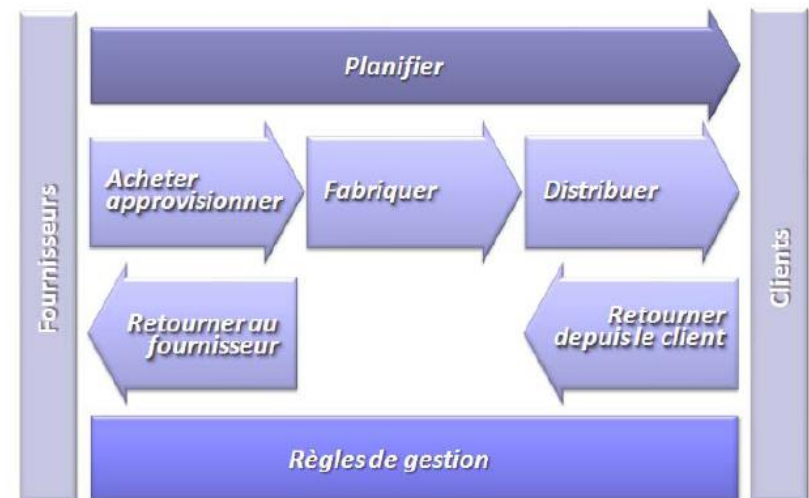 Planifier
Fournisseurs
Acheter
approvisionner
Fabriquer
Distribuer
Clients
Retourner au
fournisseur
Retourner
depuis le client
Règles de gestion